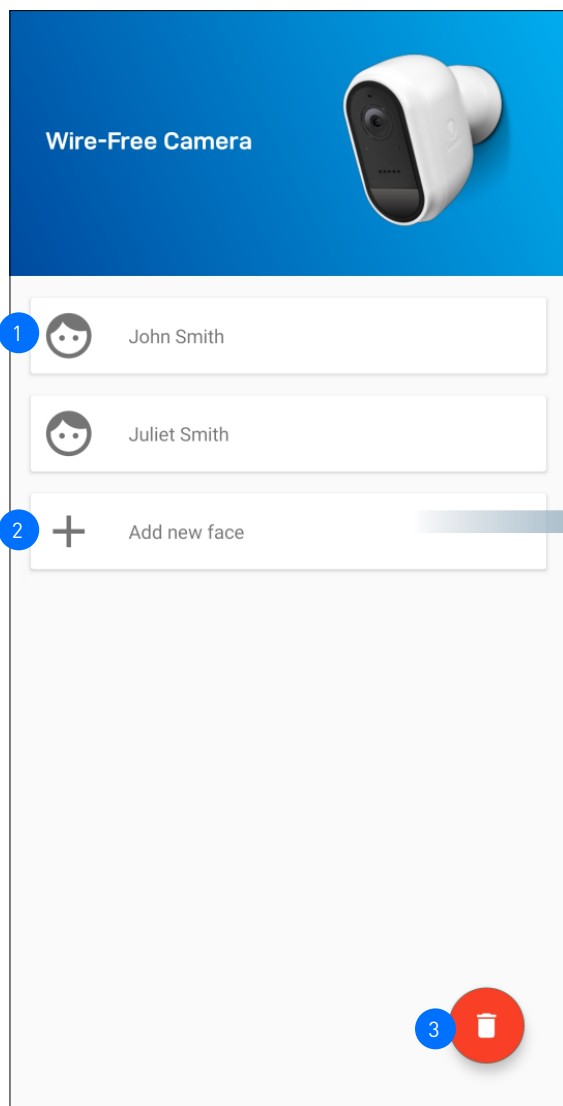 Wire-Free Camera
1
John Smith
Juliet Smith
2
Add new face
3